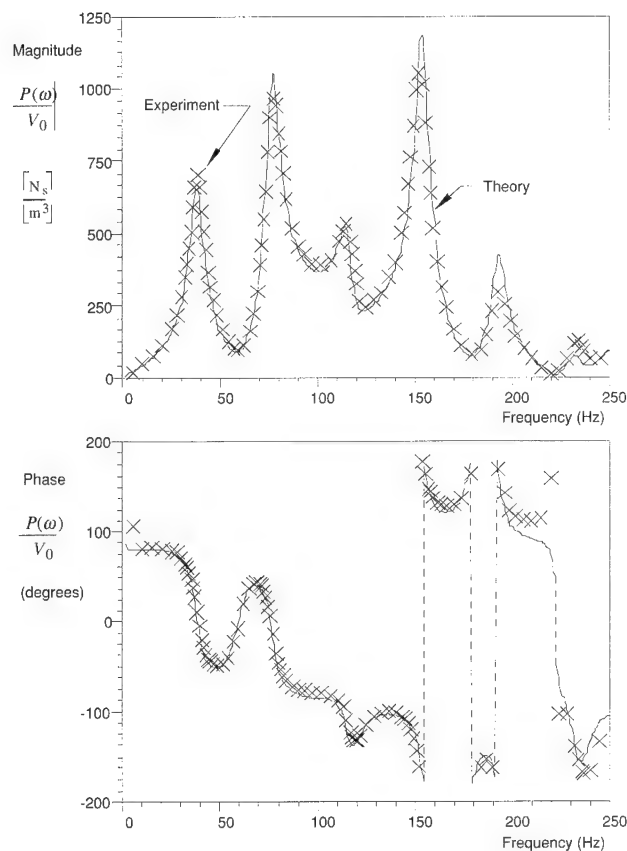 Magnitude
P(ω)
V0
[Ns]
[m³]
1250
1000
750
500
250
0
Experiment
Theory
0 50 100 150 200 250
Frequency (Hz)
Phase
P(ω)
V0
(degrees)
200
100
0
-100
-200
0 50 100 150 200 250
Frequency (Hz)